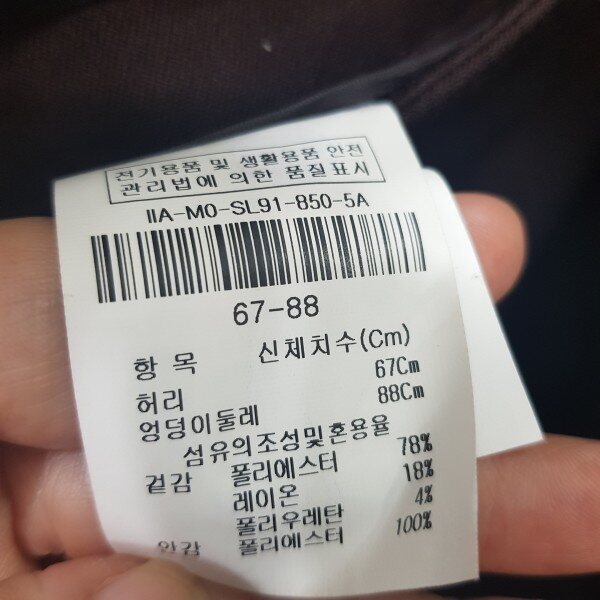 전기용품 및 생활용품 안전
관리법에 의한 품질표시
IIA-MO-SL91-850-5A
67-88
항 목 신체치수(Cm)
허리 67Cm
엉덩이둘레 88Cm
섬유의조성및혼용율
겉감 폴리에스터 78%
레이온 18%
폴리우레탄 4%
안감 폴리에스터 100%